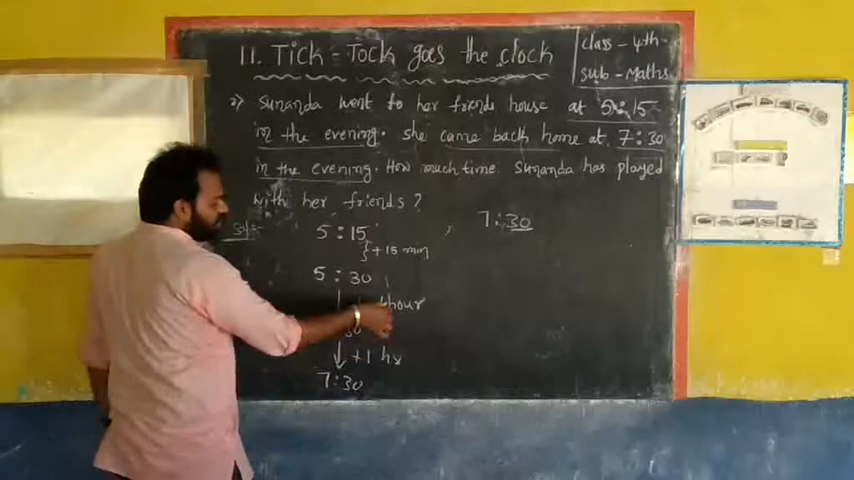 11. Tick - Tock goes the clock
class - 4th
sub - Maths
2) Sunanda went to her friends house at 5:15
in the evening. she came back home at 7:30
in the evening. How much time Sunanda has played
with her friends ?
Sol:-
5 : 15 , 7:30
+15 min
5 : 30
hour
30
+1 hr
7:30